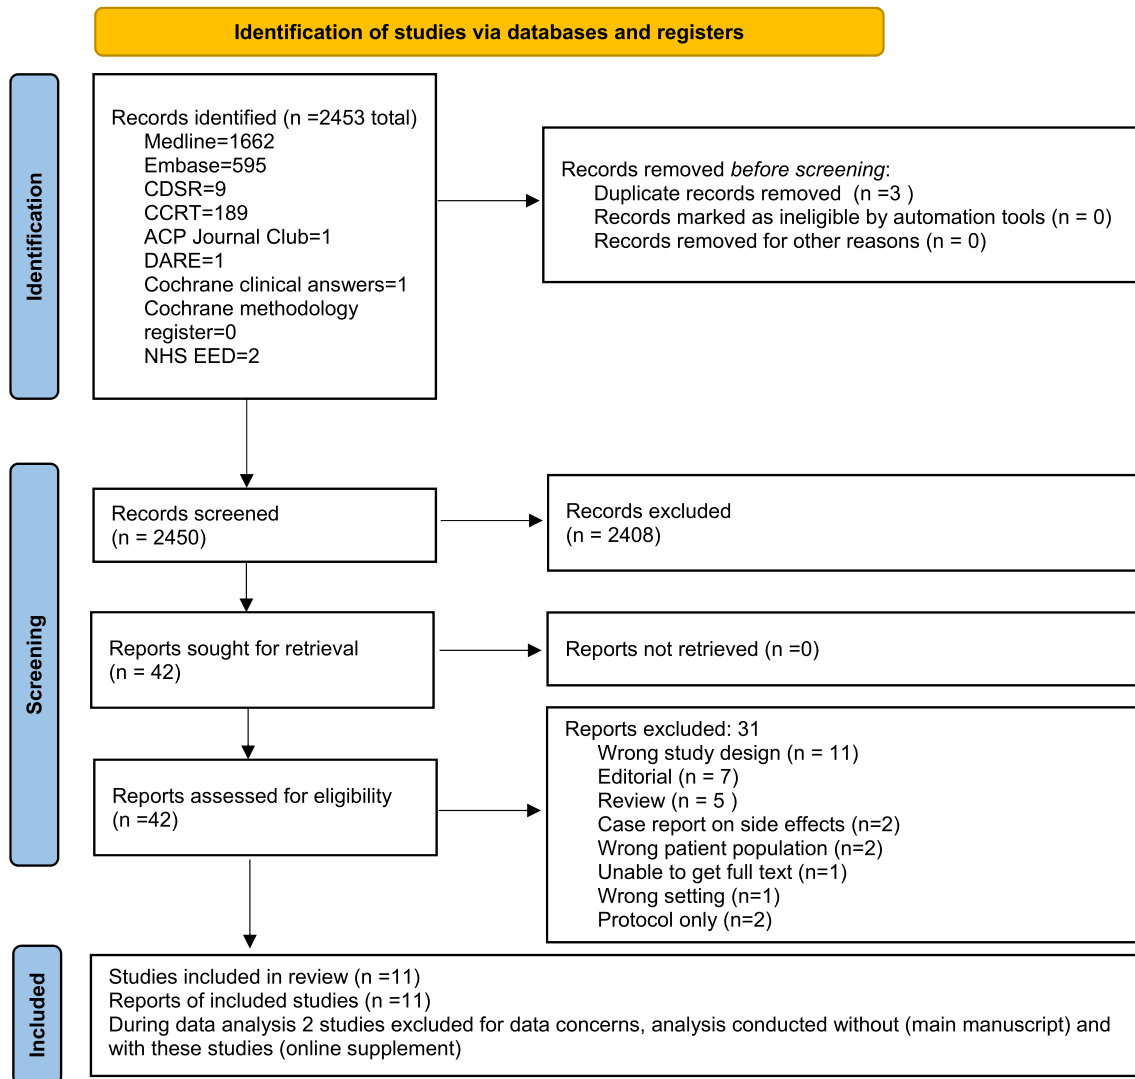 Identification of studies via databases and registers
Identification
Records identified (n =2453 total)
Medline=1662
Embase=595
CDSR=9
CCRT=189
ACP Journal Club=1
DARE=1
Cochrane clinical answers=1
Cochrane methodology
register=0
NHS EED=2
Records removed before screening:
Duplicate records removed  (n =3 )
Records marked as ineligible by automation tools (n = 0)
Records removed for other reasons (n = 0)
Screening
Records screened
(n = 2450)
Records excluded
(n = 2408)
Reports sought for retrieval
(n = 42)
Reports not retrieved (n =0)
Reports assessed for eligibility
(n =42)
Reports excluded: 31
Wrong study design (n = 11)
Editorial (n = 7)
Review (n = 5 )
Case report on side effects (n=2)
Wrong patient population (n=2)
Unable to get full text (n=1)
Wrong setting (n=1)
Protocol only (n=2)
Included
Studies included in review (n =11)
Reports of included studies (n =11)
During data analysis 2 studies excluded for data concerns, analysis conducted without (main manuscript) and
with these studies (online supplement)